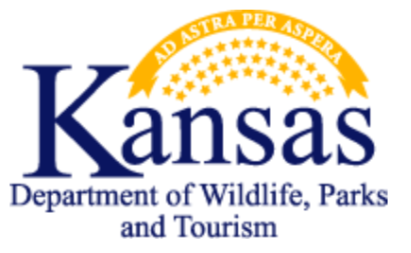 AD ASTRA PER ASPERA
Kansas
Department of Wildlife, Parks
and Tourism